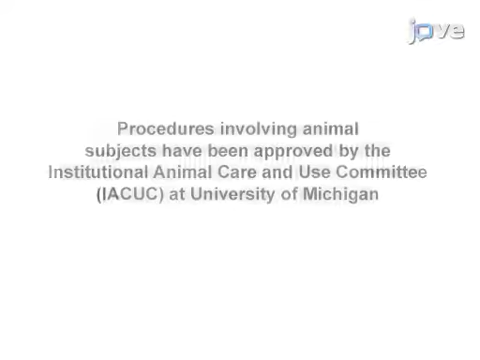 jove
Procedures involving animal
subjects have been approved by the
Institutional Animal Care and Use Committee
(IACUC) at University of Michigan